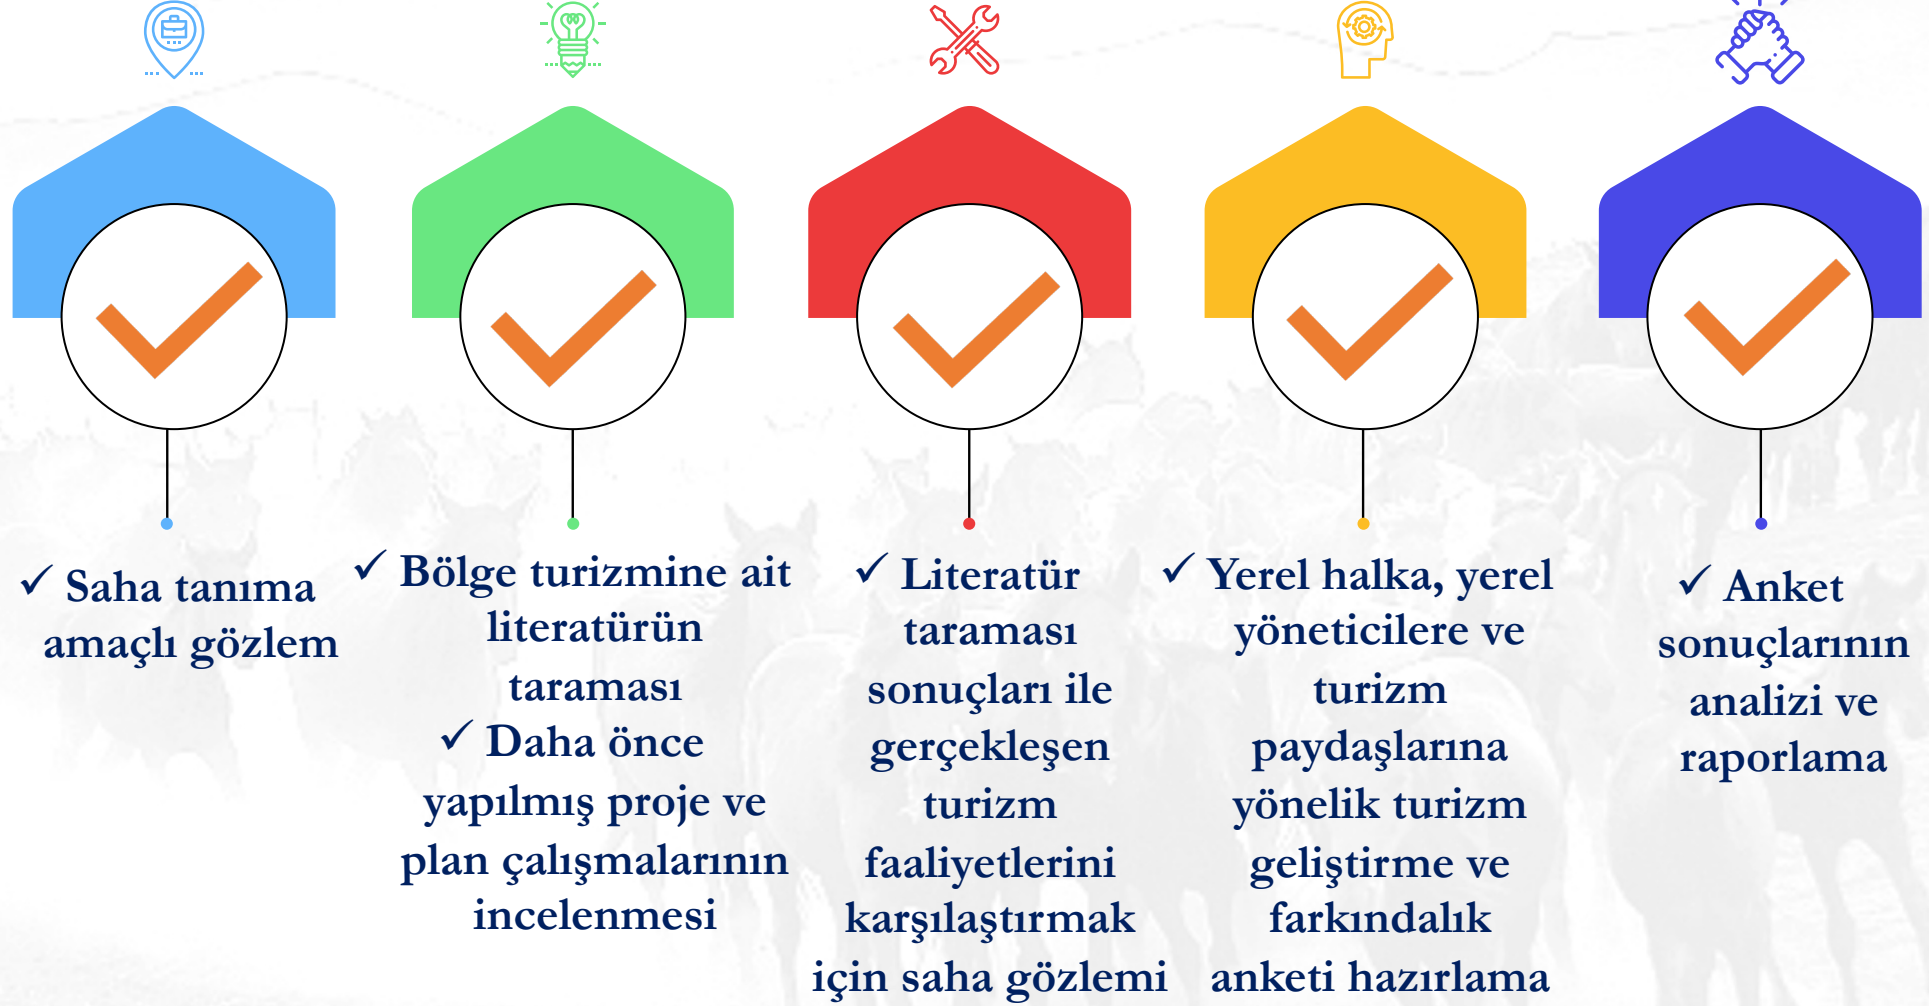 ✓ Saha tanıma
amaçlı gözlem
✓ Bölge turizmine ait
literatürün
taraması
✓ Daha önce
yapılmış proje ve
plan çalışmalarının
incelenmesi
✓ Literatür
taraması
sonuçları ile
gerçekleşen
turizm
faaliyetlerini
karşılaştırmak
için saha gözlemi
✓ Yerel halka, yerel
yöneticilere ve
turizm
paydaşlarına
yönelik turizm
geliştirme ve
farkındalık
anketi hazırlama
✓ Anket
sonuçlarının
analizi ve
raporlama